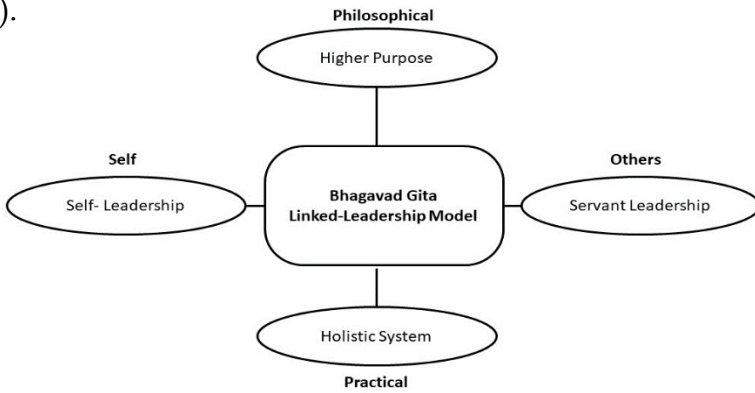 ).
Philosophical
Higher Purpose
Self
Others
Self- Leadership
Bhagavad Gita
Linked-Leadership Model
Servant Leadership
Holistic System
Practical